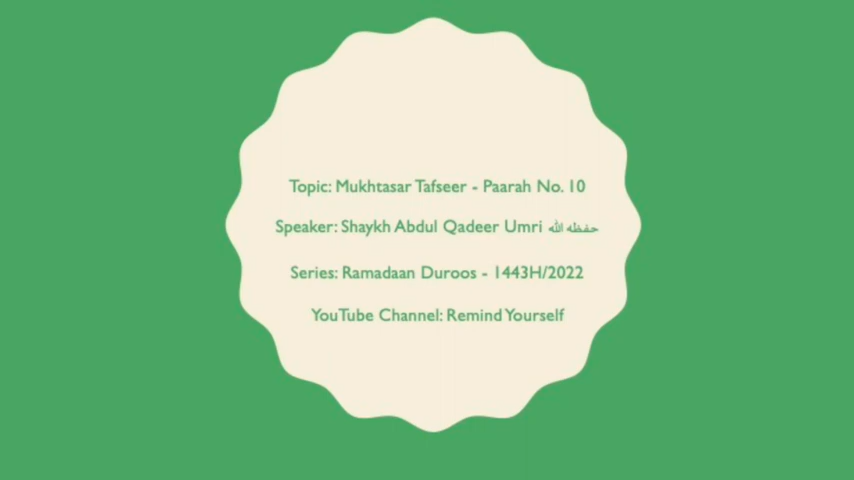 Topic: Mukhtasar Tafseer - Paarah No. 10
Speaker: Shaykh Abdul Qadeer Umri حفظه الله
Series: Ramadaan Duroos - 1443H/2022
YouTube Channel: Remind Yourself